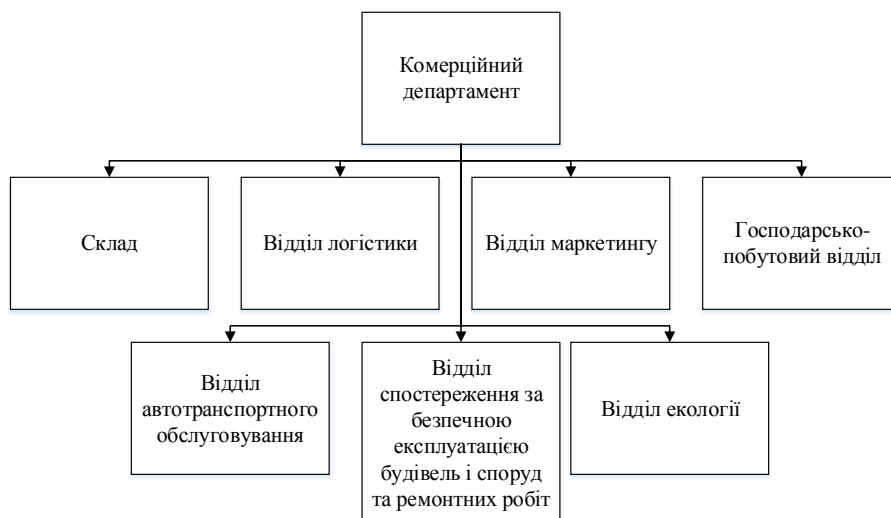 Комерційний
департамент
Склад
Відділ логістики
Відділ маркетингу
Господарсько-
побутовий відділ
Відділ
автотранспортного
обслуговування
Відділ
спостереження за
безпечною
експлуатацією
будівель і споруд
та ремонтних робіт
Відділ екології